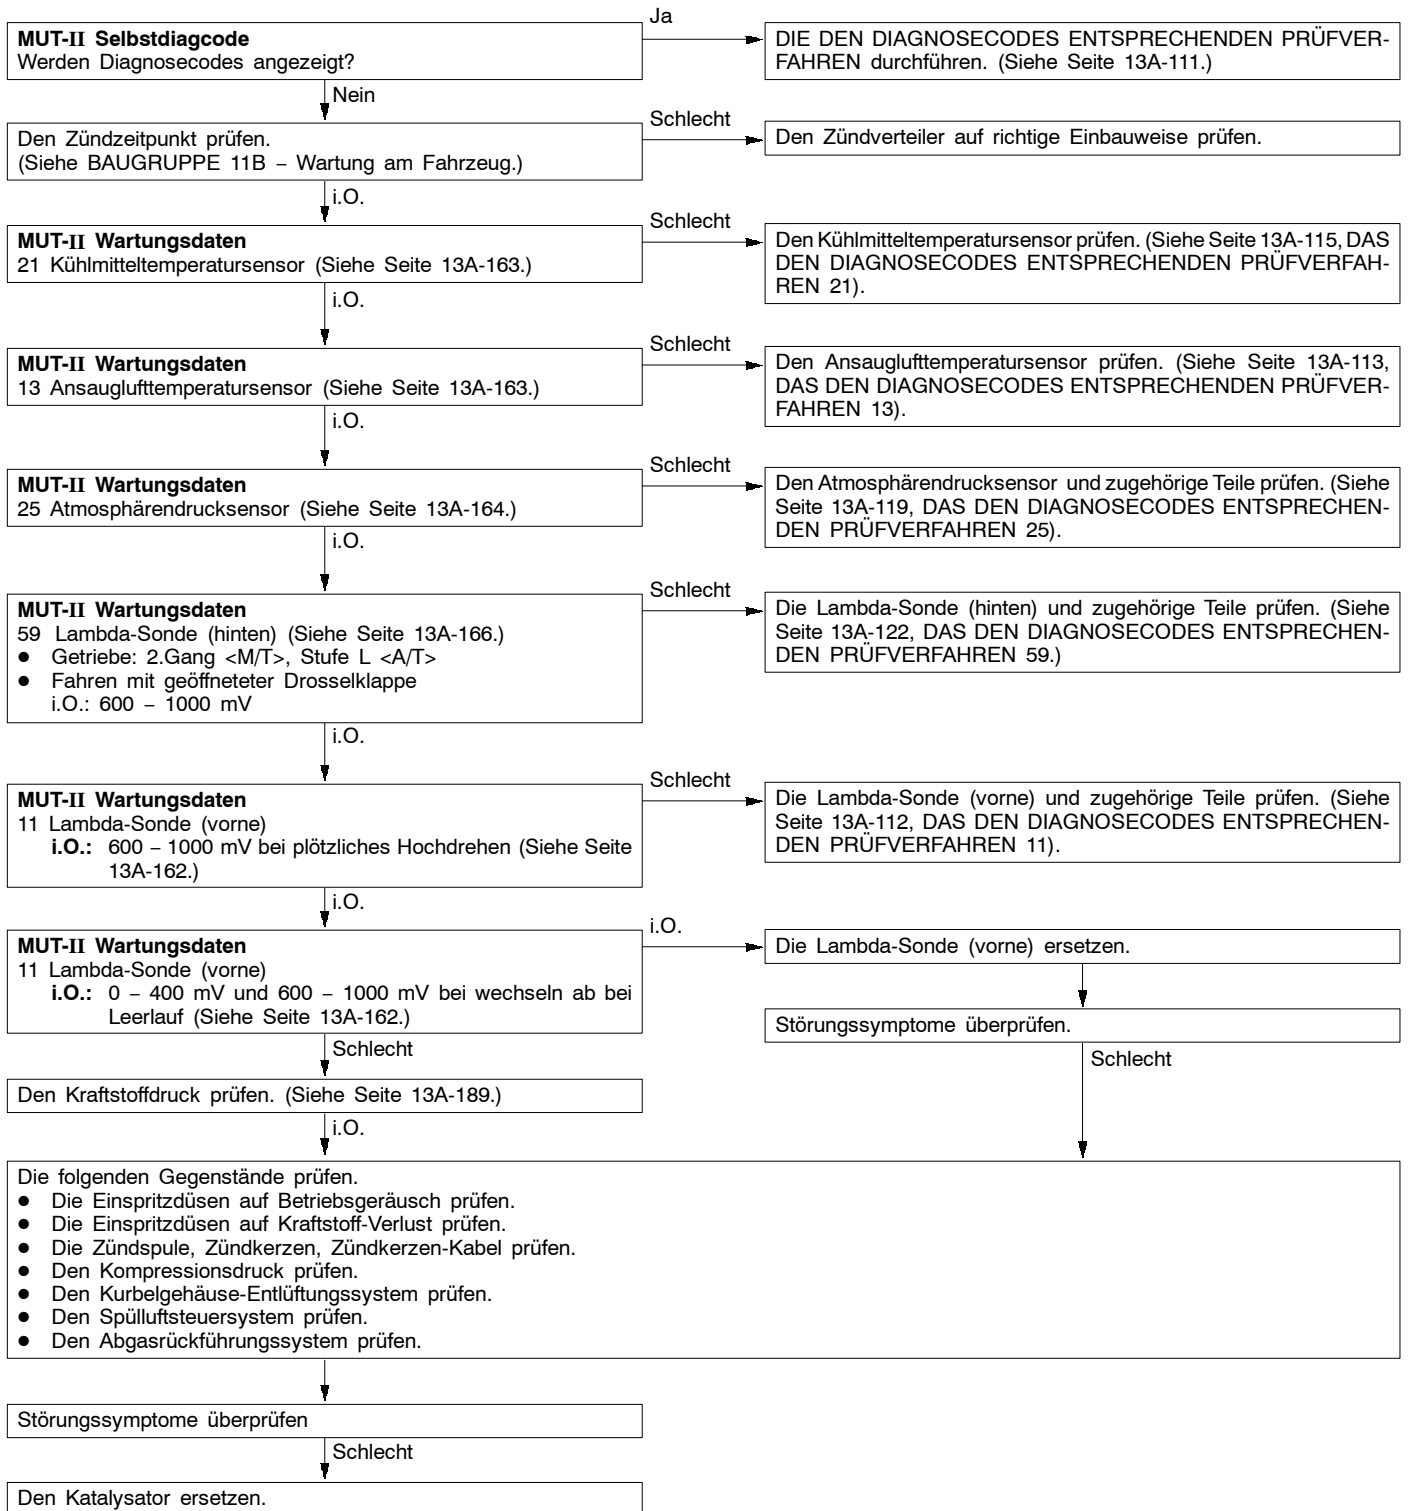 Ja
MUT-II Selbstdiagcode
Werden Diagnosecodes angezeigt?
DIE DEN DIAGNOSECODES ENTSPRECHENDEN PRÜFVER-
FAHREN durchführen. (Siehe Seite 13A-111.)
Nein
Den Zündzeitpunkt prüfen.
(Siehe BAUGRUPPE 11B – Wartung am Fahrzeug.)
Schlecht
Den Zündverteiler auf richtige Einbauweise prüfen.
i.O.
MUT-II Wartungsdaten
21 Kühlmitteltemperatursensor (Siehe Seite 13A-163.)
Schlecht
Den Kühlmitteltemperatursensor prüfen. (Siehe Seite 13A-115, DAS
DEN DIAGNOSECODES ENTSPRECHENDEN PRÜFVERFAH-
REN 21).
i.O.
MUT-II Wartungsdaten
13 Ansauglufttemperatursensor (Siehe Seite 13A-163.)
Schlecht
Den Ansauglufttemperatursensor prüfen. (Siehe Seite 13A-113,
DAS DEN DIAGNOSECODES ENTSPRECHENDEN PRÜFVER-
FAHREN 13).
i.O.
MUT-II Wartungsdaten
25 Atmosphärendrucksensor (Siehe Seite 13A-164.)
Schlecht
Den Atmosphärendrucksensor und zugehörige Teile prüfen. (Siehe
Seite 13A-119, DAS DEN DIAGNOSECODES ENTSPRECHEN-
DEN PRÜFVERFAHREN 25).
i.O.
MUT-II Wartungsdaten
59 Lambda-Sonde (hinten) (Siehe Seite 13A-166.)
● Getriebe: 2.Gang <M/T>, Stufe L <A/T>
● Fahren mit geöffneteter Drosselklappe
i.O.: 600 – 1000 mV
Schlecht
Die Lambda-Sonde (hinten) und zugehörige Teile prüfen. (Siehe
Seite 13A-122, DAS DEN DIAGNOSECODES ENTSPRECHEN-
DEN PRÜFVERFAHREN 59.)
i.O.
MUT-II Wartungsdaten
11 Lambda-Sonde (vorne)
i.O.: 600 – 1000 mV bei plötzliches Hochdrehen (Siehe Seite
13A-162.)
Schlecht
Die Lambda-Sonde (vorne) und zugehörige Teile prüfen. (Siehe
Seite 13A-112, DAS DEN DIAGNOSECODES ENTSPRECHEN-
DEN PRÜFVERFAHREN 11).
i.O.
MUT-II Wartungsdaten
11 Lambda-Sonde (vorne)
i.O.: 0 – 400 mV und 600 – 1000 mV bei wechseln ab bei
Leerlauf (Siehe Seite 13A-162.)
i.O.
Die Lambda-Sonde (vorne) ersetzen.
Störungssymptome überprüfen.
Schlecht
Schlecht
Den Kraftstoffdruck prüfen. (Siehe Seite 13A-189.)
i.O.
Die folgenden Gegenstände prüfen.
● Die Einspritzdüsen auf Betriebsgeräusch prüfen.
● Die Einspritzdüsen auf Kraftstoff-Verlust prüfen.
● Die Zündspule, Zündkerzen, Zündkerzen-Kabel prüfen.
● Den Kompressionsdruck prüfen.
● Den Kurbelgehäuse-Entlüftungssystem prüfen.
● Den Spülluftsteuersystem prüfen.
● Den Abgasrückführungssystem prüfen.
Störungssymptome überprüfen
Schlecht
Den Katalysator ersetzen.